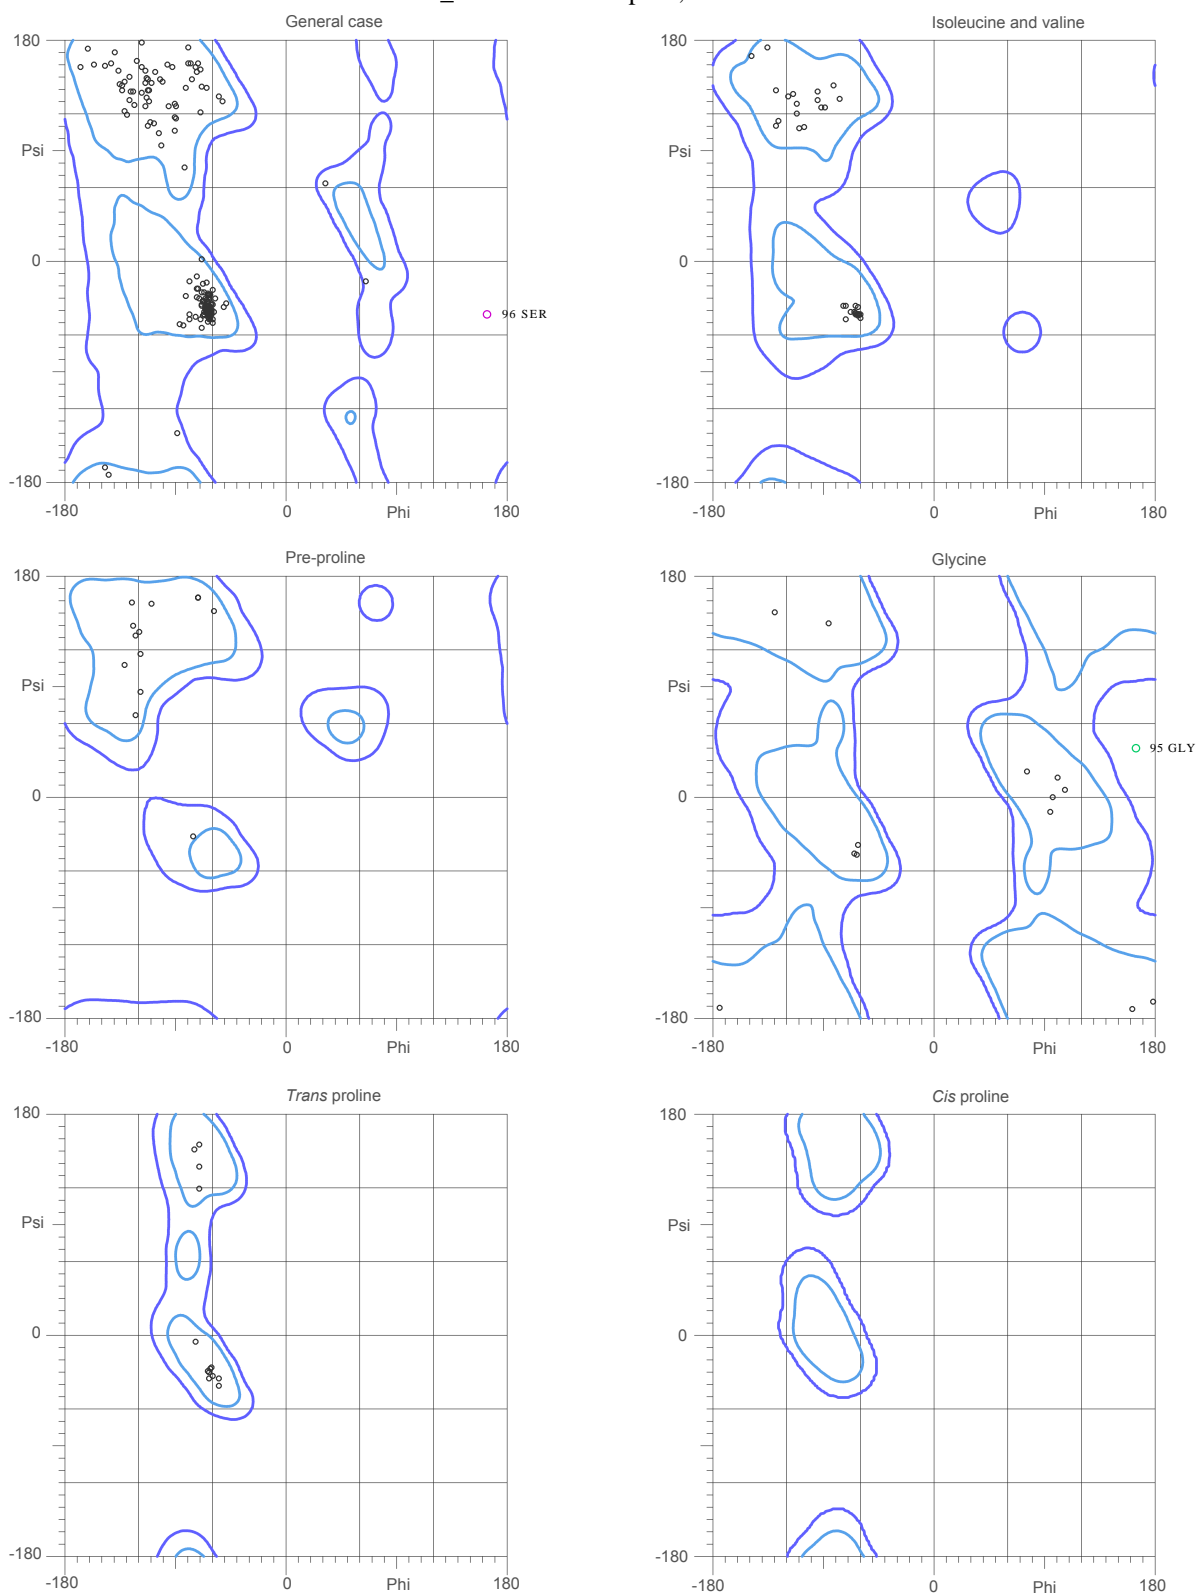 General case
Isoleucine and valine
180
180
Psi
Psi
0
0
96 SER
-180
-180
-180
0
Phi
180
-180
0
Phi
180
Pre-proline
Glycine
180
180
Psi
Psi
95 GLY
0
0
-180
-180
-180
0
Phi
180
-180
0
Phi
180
Trans proline
Cis proline
180
180
Psi
Psi
0
0
-180
-180
-180
0
Phi
180
-180
0
Phi
180